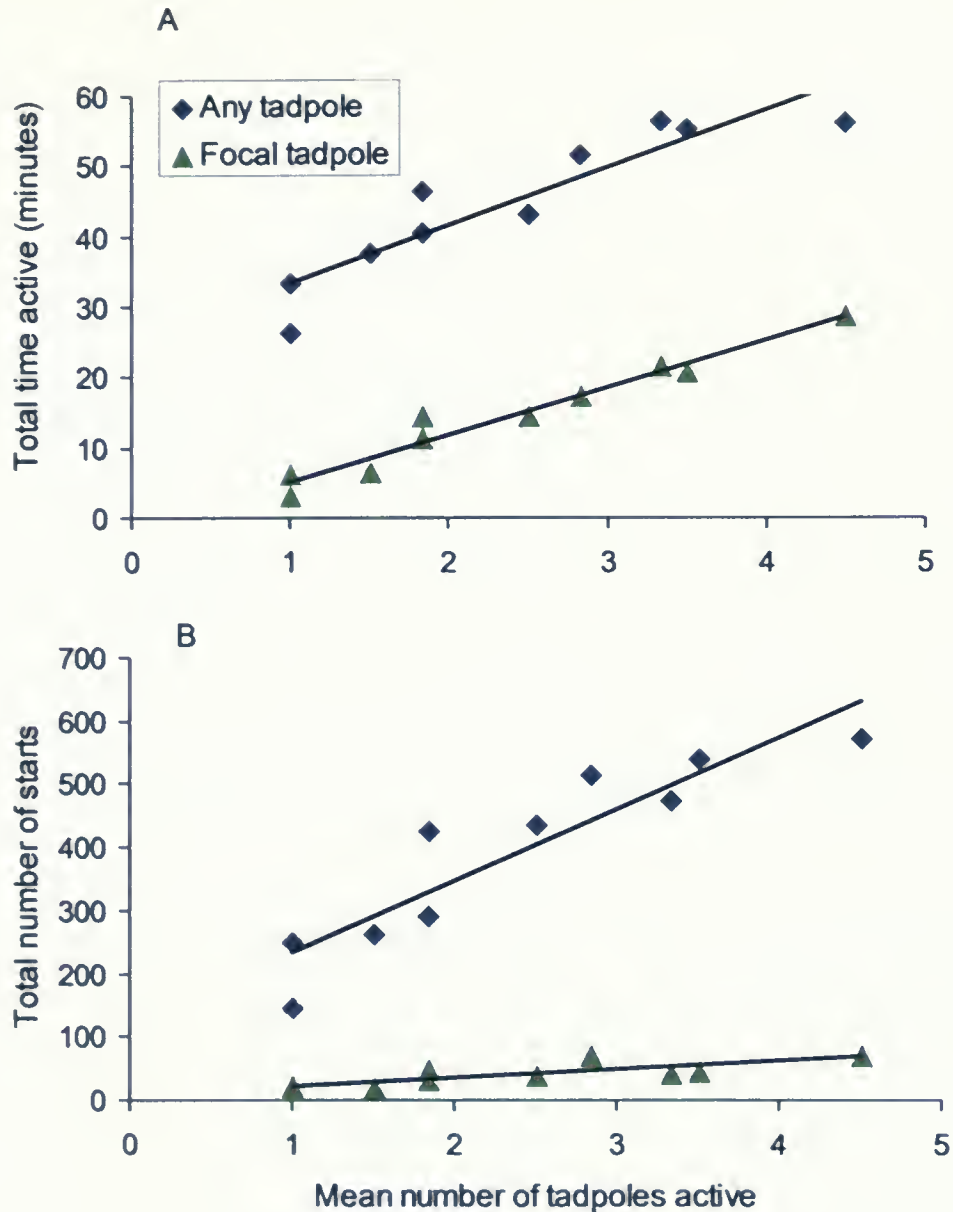 A
Total time active (minutes)
60
50
40
30
20
10
0
Any tadpole
Focal tadpole
0 1 2 3 4 5
B
Total number of starts
700
600
500
400
300
200
100
0
0 1 2 3 4 5
Mean number of tadpoles active